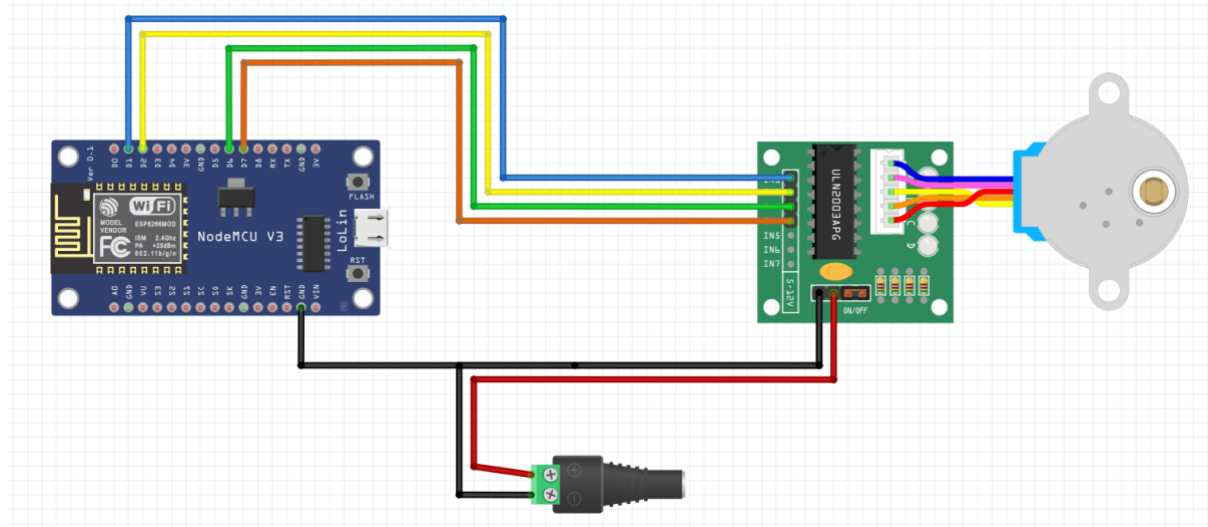 Ver 0.1
D0 D1 D2 D3 D4 3V GND D5 D6 D7 D8 RX TX GND 3V
FLASH
WiFi
MODEL
VENDOR
ESP8266MOD
FC
ISM 2.4Ghz
PA +25dBm
802.11b/g/n
NodeMCU V3
LoLin
RST
A0 GND VU S3 S2 S1 SC S0 SK GND 3V EN RST GND VIN
ULN2003APG
IN5
IN6
IN7
C
D
5-12V
ON/OFF
+
−